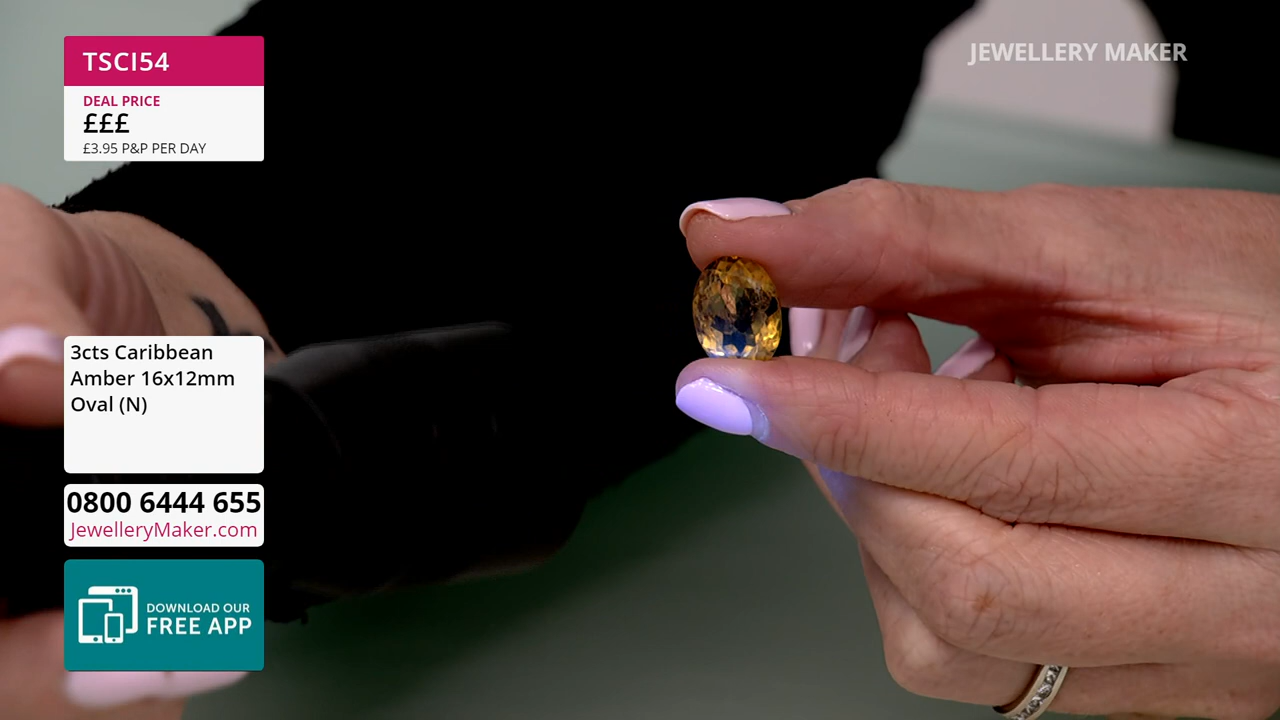 TSCI54
DEAL PRICE
£££
£3.95 P&P PER DAY
JEWELLERY MAKER
3cts Caribbean
Amber 16x12mm
Oval (N)
0800 6444 655
JewelleryMaker.com
DOWNLOAD OUR
FREE APP